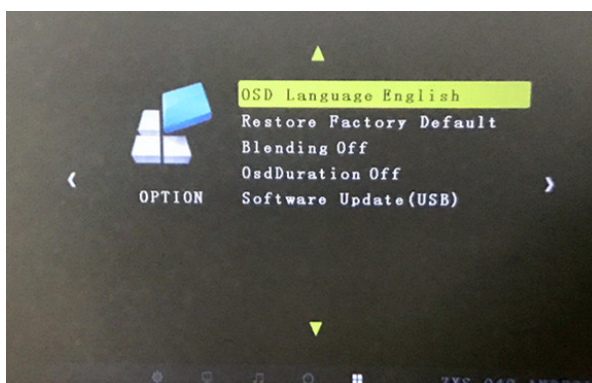 OSD Language English
Restore Factory Default
Blending Off
OsdDuration Off
OPTION
Software Update(USB)